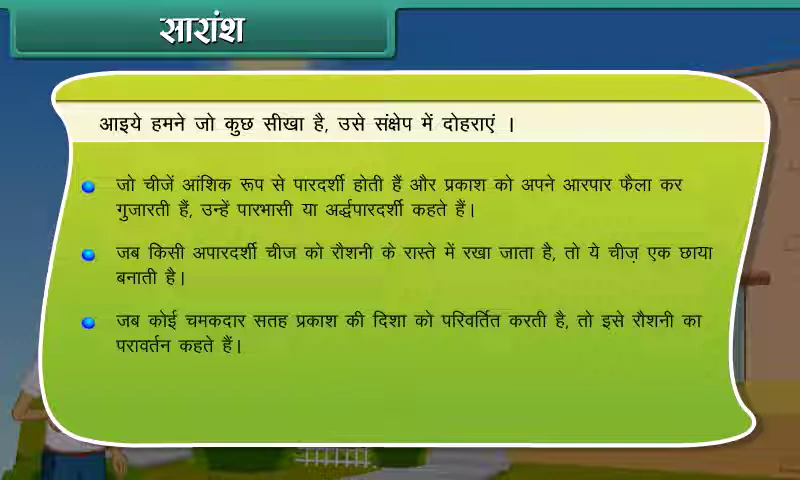 सारांश
आइये हमने जो कुछ सीखा है, उसे संक्षेप में दोहराएं ।
जो चीजें आंशिक रूप से पारदर्शी होती हैं और प्रकाश को अपने आरपार फैला कर
गुजारती हैं, उन्हें पारभासी या अर्द्धपारदर्शी कहते हैं।
जब किसी अपारदर्शी चीज को रौशनी के रास्ते में रखा जाता है, तो ये चीज़ एक छाया
बनाती है।
जब कोई चमकदार सतह प्रकाश की दिशा को परिवर्तित करती है, तो इसे रौशनी का
परावर्तन कहते हैं।